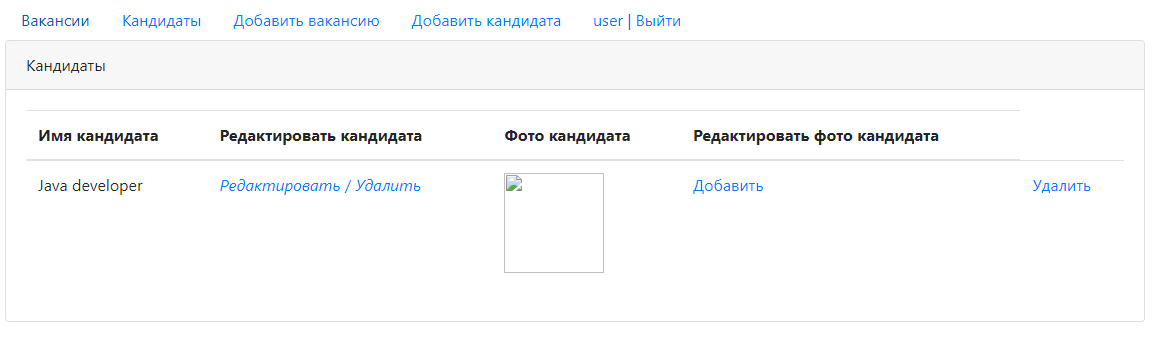 Вакансии Кандидаты Добавить вакансию Добавить кандидата user | Выйти
Кандидаты
Имя кандидата Редактировать кандидата Фото кандидата Редактировать фото кандидата
Java developer Редактировать / Удалить Добавить Удалить